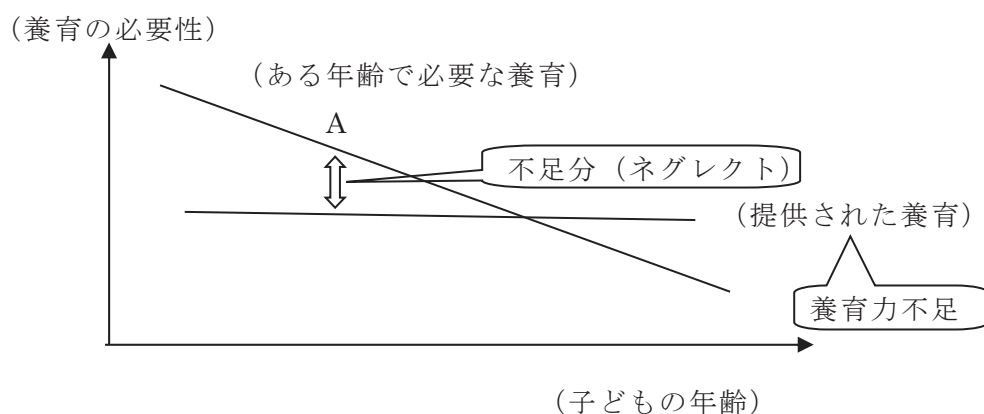 (養育の必要性)
(ある年齢で必要な養育)
A
不足分(ネグレクト)
(提供された養育)
養育力不足
(子どもの年齢)